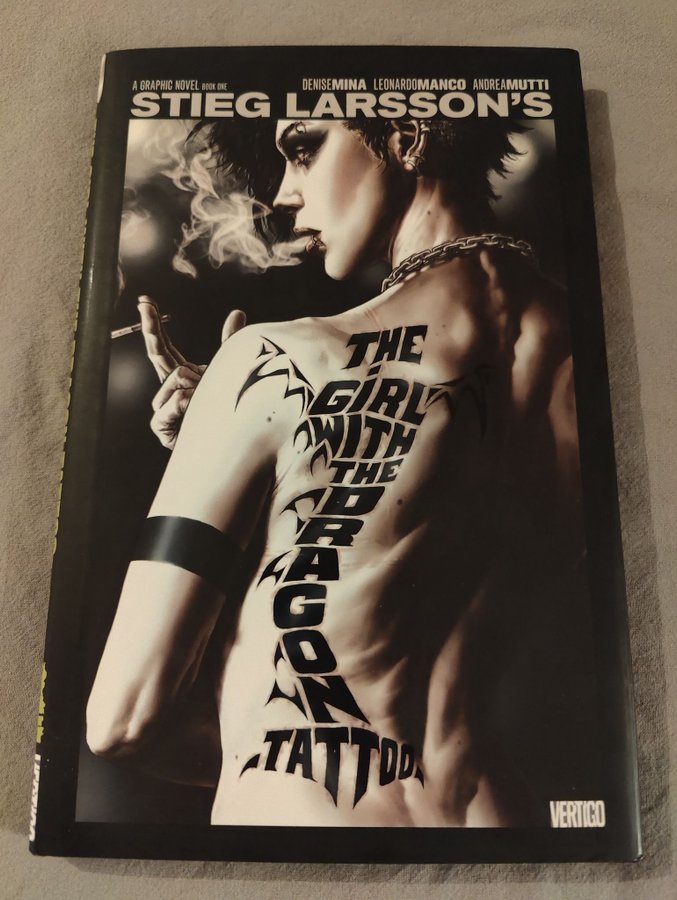 A GRAPHIC NOVEL BOOK ONE DENISEMINA LEONARDOMANCO ANDREAMUTTI
STIEG LARSSON'S
THE
GIRL
WITH
THE
DRAGON
TATTOO
VERTIGO